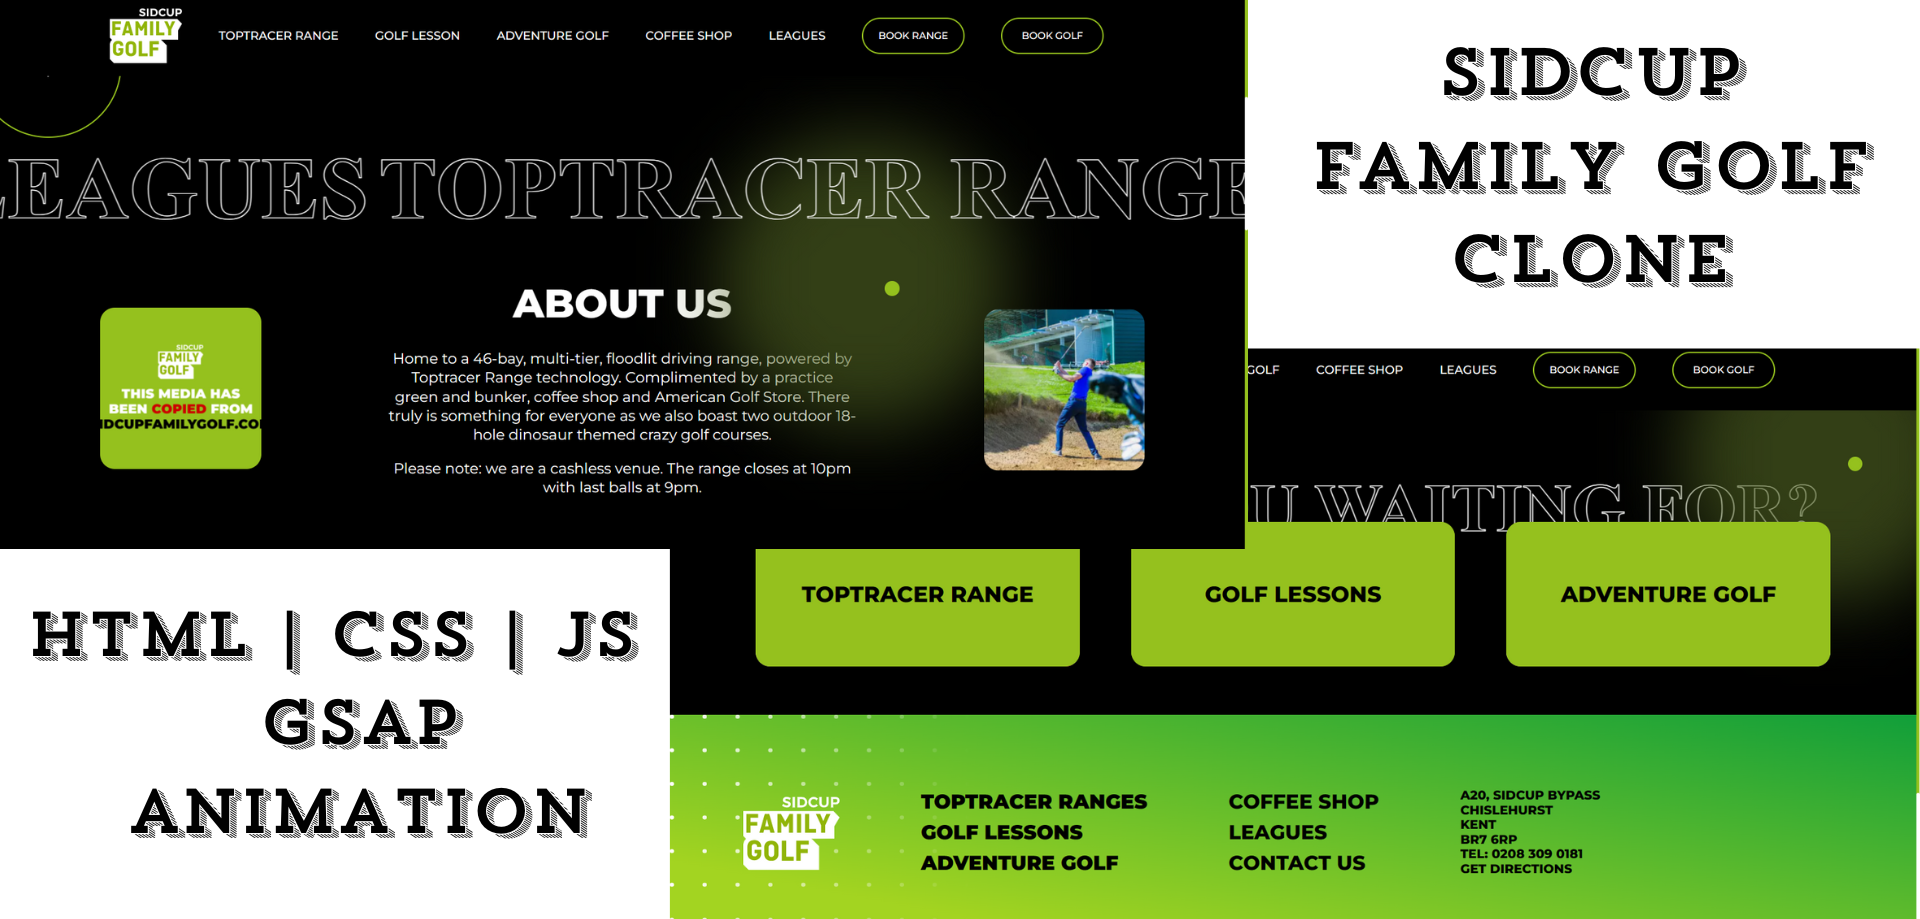 SIDCUP
FAMILY
GOLF
TOPTRACER RANGE
GOLF LESSON
ADVENTURE GOLF
COFFEE SHOP
LEAGUES
BOOK RANGE
BOOK GOLF
LEAGUES TOPTRACER RANGE
ABOUT US
Home to a 46-bay, multi-tier, floodlit driving range, powered by
Toptracer Range technology. Complimented by a practice
green and bunker, coffee shop and American Golf Store. There
truly is something for everyone as we also boast two outdoor 18-
hole dinosaur themed crazy golf courses.
Please note: we are a cashless venue. The range closes at 10pm
with last balls at 9pm.
SIDCUP
FAMILY
GOLF
THIS MEDIA HAS
BEEN COPIED FROM
IDCUPFAMILYGOLF.CO
SIDCUP
FAMILY GOLF
CLONE
GOLF
COFFEE SHOP
LEAGUES
BOOK RANGE
BOOK GOLF
U WAITING FOR?
TOPTRACER RANGE
GOLF LESSONS
ADVENTURE GOLF
HTML | CSS | JS
GSAP
ANIMATION
SIDCUP
FAMILY
GOLF
TOPTRACER RANGES
GOLF LESSONS
ADVENTURE GOLF
COFFEE SHOP
LEAGUES
CONTACT US
A20, SIDCUP BYPASS
CHISLEHURST
KENT
BR7 6RP
TEL: 0208 309 0181
GET DIRECTIONS